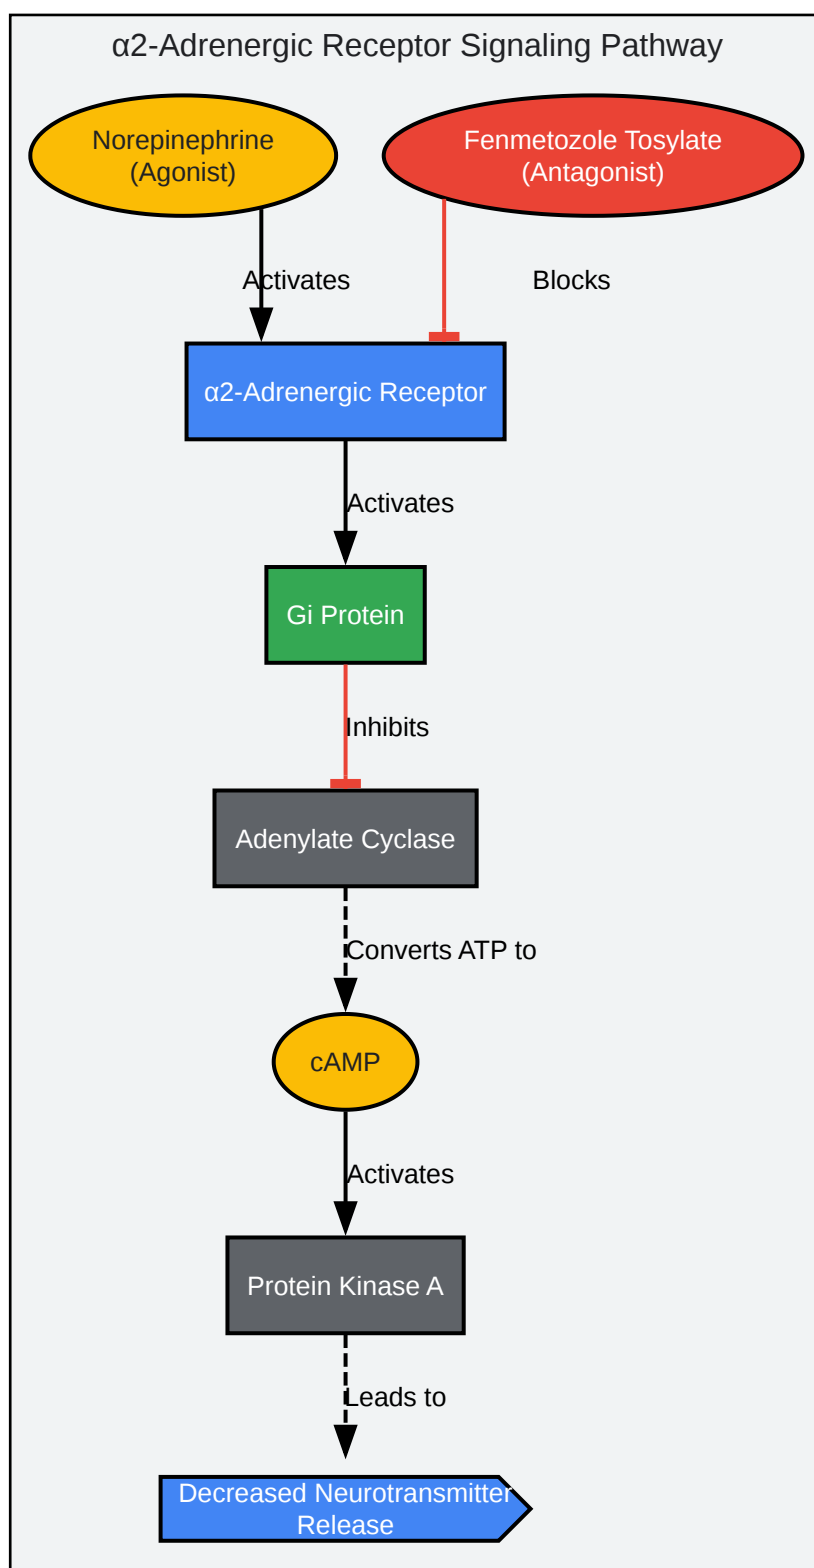 α2-Adrenergic Receptor Signaling Pathway
Norepinephrine
(Agonist)
Fenmetozole Tosylate
(Antagonist)
Activates
Blocks
α2-Adrenergic Receptor
Activates
Gi Protein
Inhibits
Adenylate Cyclase
Converts ATP to
cAMP
Activates
Protein Kinase A
Leads to
Decreased Neurotransmitter
Release